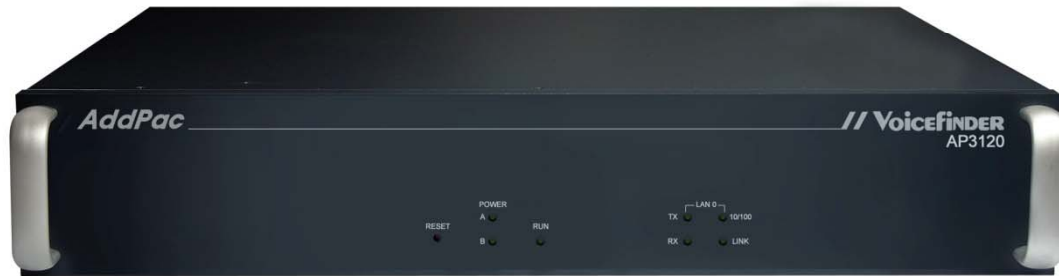 AddPac
// VOICEFINDER
AP3120
POWER
A
B
RESET
RUN
LAN 0
TX
10/100
RX
LINK